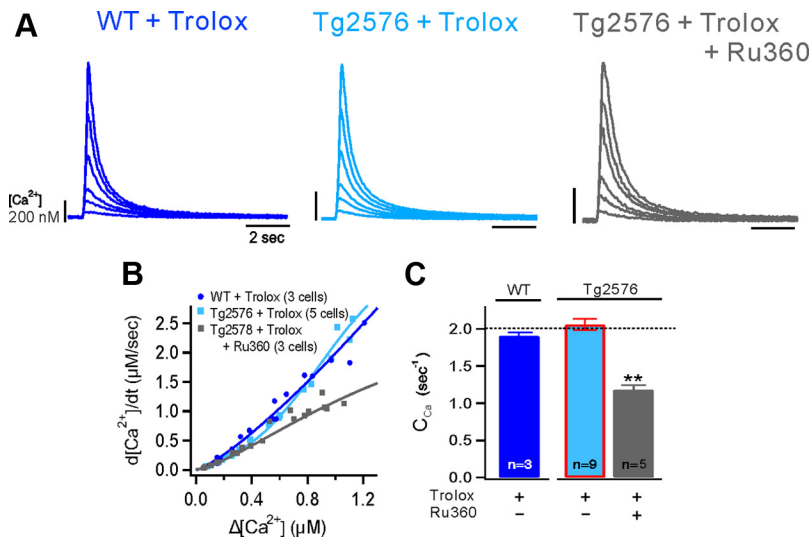 A
WT + Trolox
Tg2576 + Trolox
Tg2576 + Trolox
+ Ru360
[Ca²⁺]
200 nM
2 sec
B
d[Ca²⁺]/dt (µM/sec)
2.5
2.0
1.5
1.0
0.5
0.0
WT + Trolox (3 cells)
Tg2576 + Trolox (5 cells)
Tg2578 + Trolox
+ Ru360 (3 cells)
0.0 0.4 0.8 1.2
Δ[Ca²⁺] (µM)
C
WT Tg2576
C_Ca (sec⁻¹)
2.0
1.5
1.0
0.5
0.0
**
n=3 n=9 n=5
Trolox + + +
Ru360 − − +